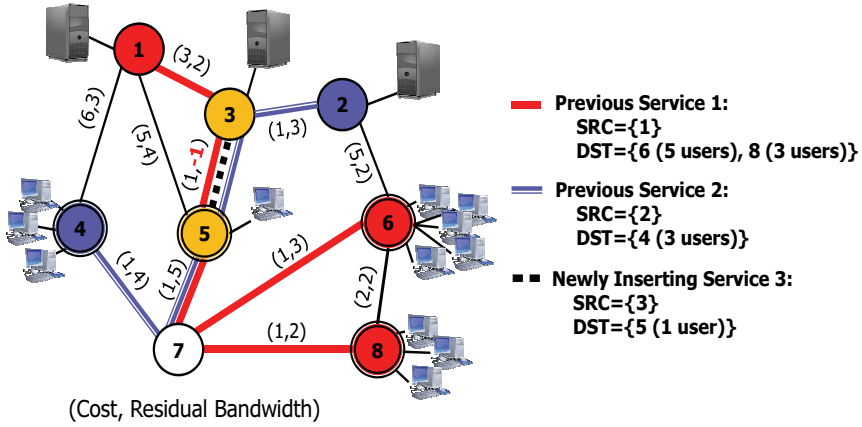 1
(3,2)
3
2
(1,3)
(6,3)
(5,4)
(1,-1)
(5,2)
4
5
6
(1,4)
(1,5)
(1,3)
(2,2)
7
(1,2)
8
(Cost, Residual Bandwidth)
Previous Service 1:
SRC={1}
DST={6 (5 users), 8 (3 users)}
Previous Service 2:
SRC={2}
DST={4 (3 users)}
Newly Inserting Service 3:
SRC={3}
DST={5 (1 user)}